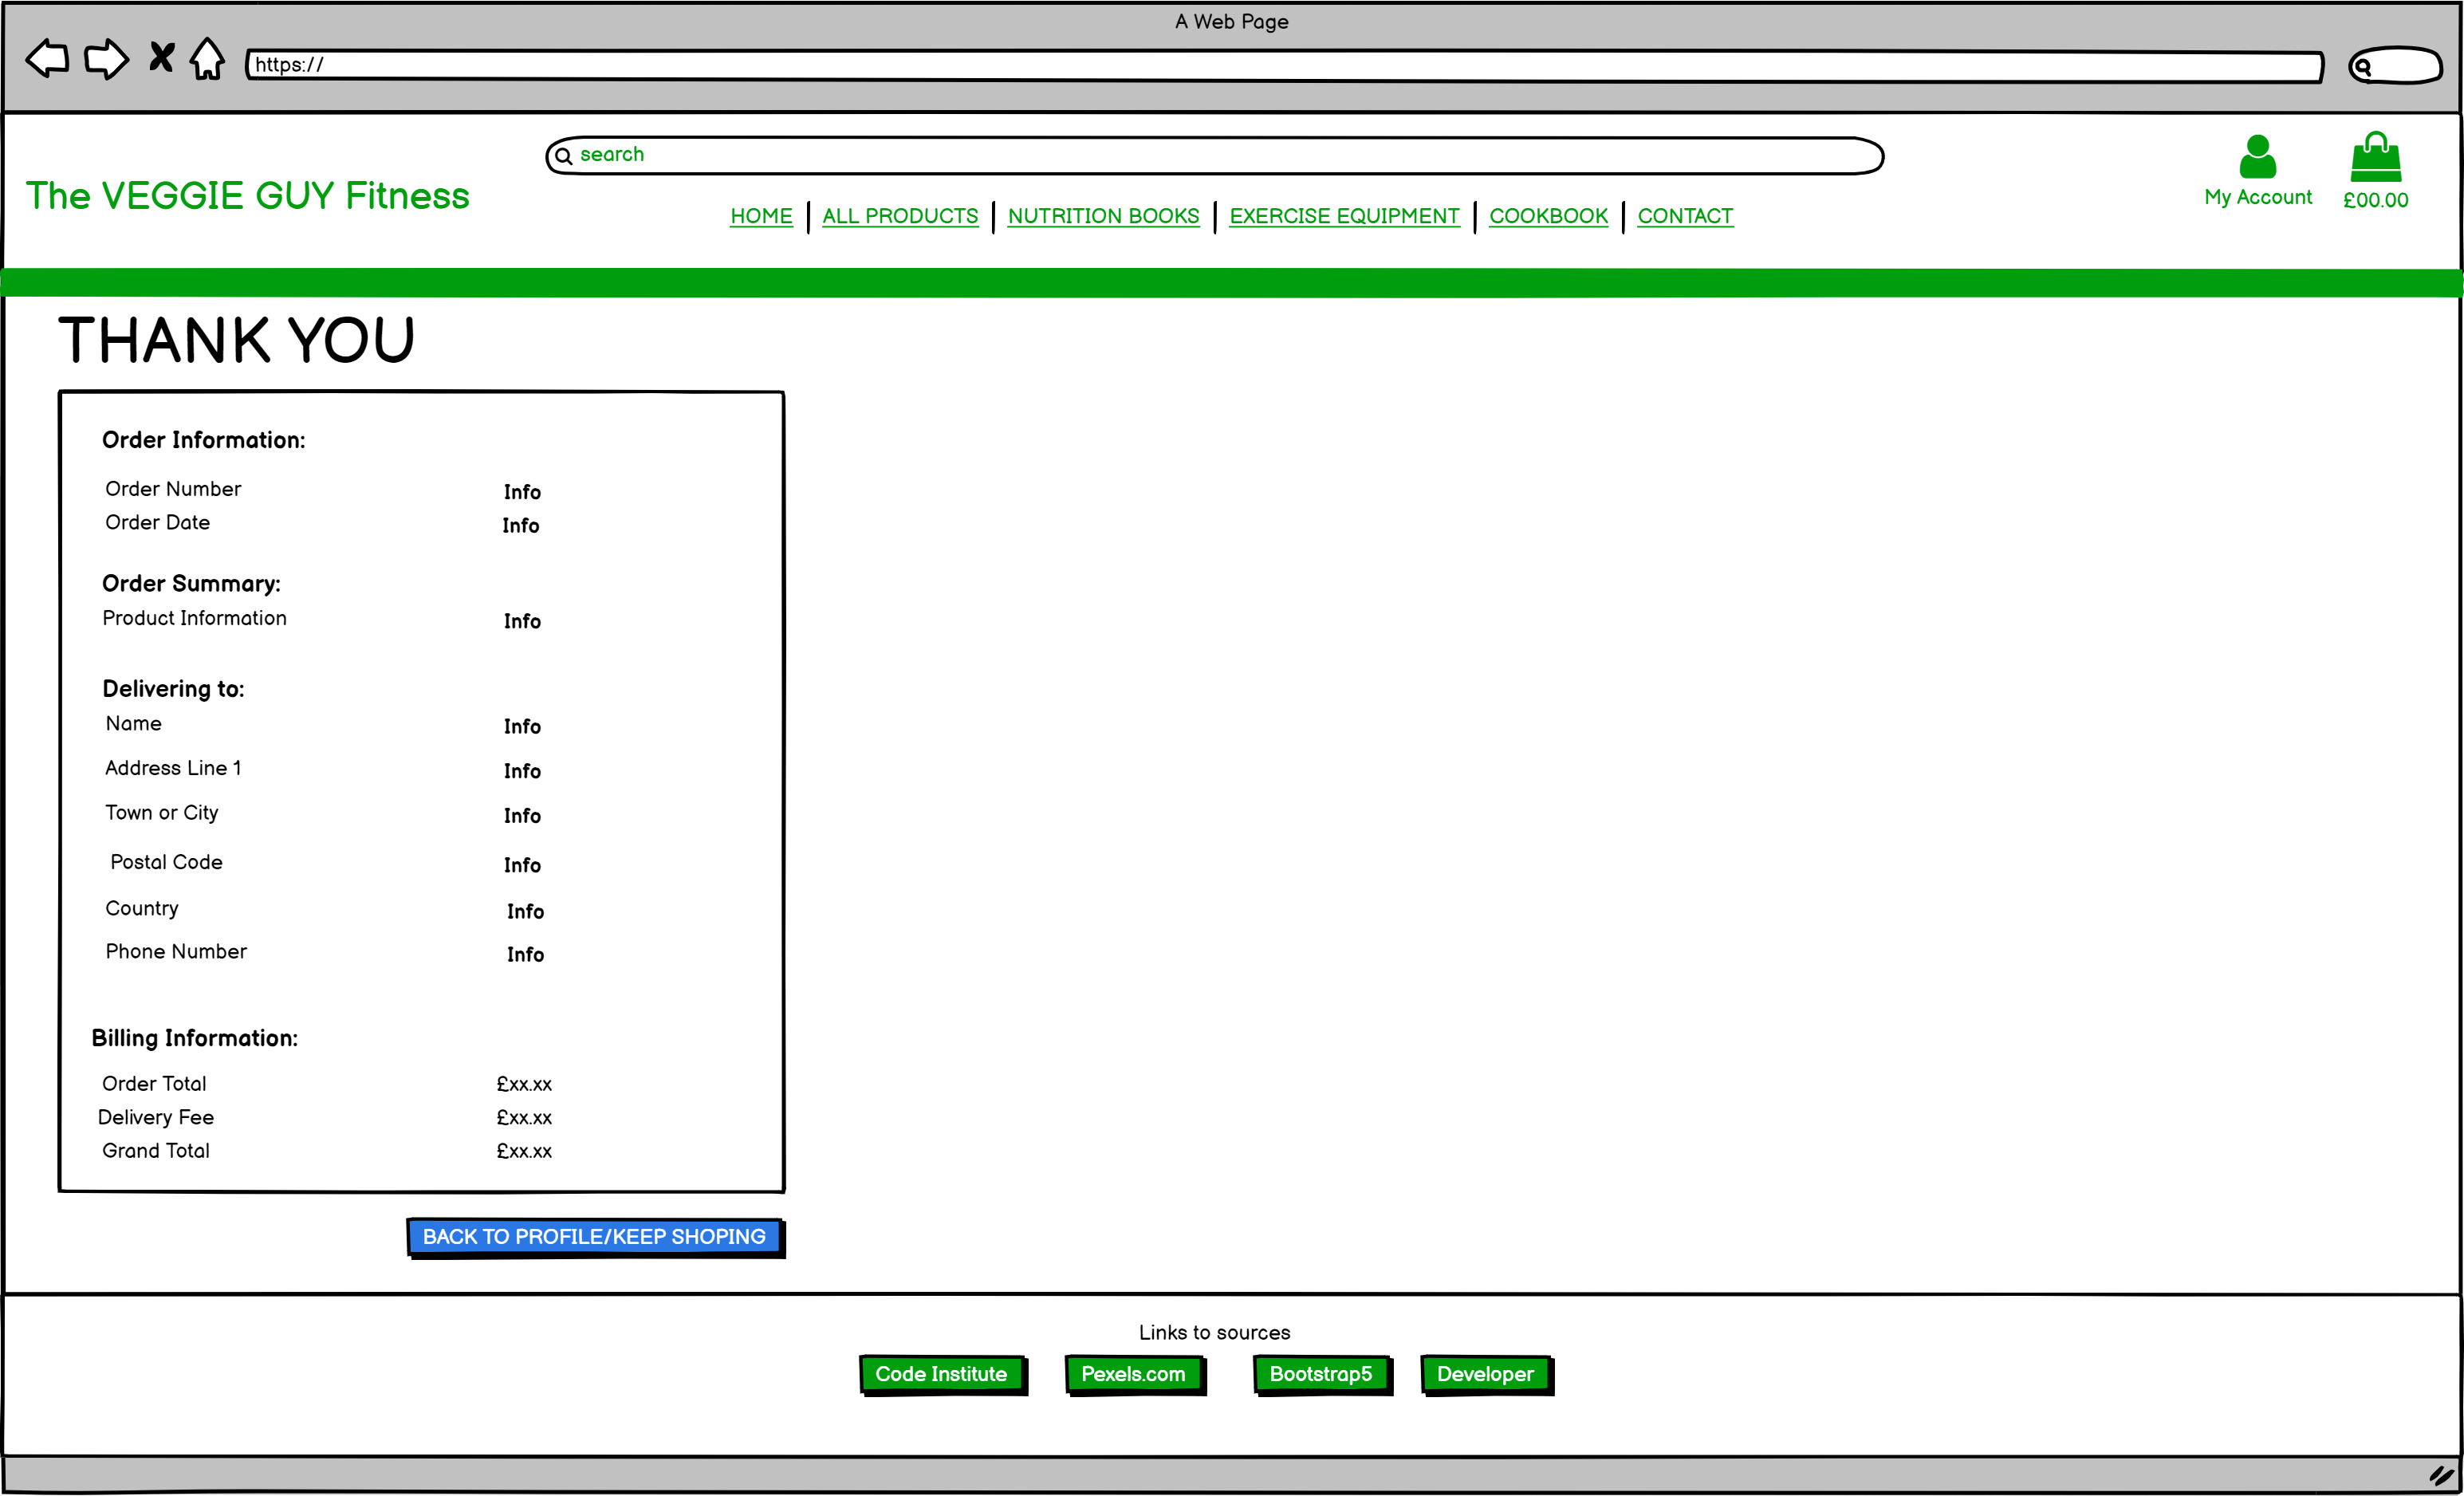 A Web Page
https://
search
The VEGGIE GUY Fitness
HOME ALL PRODUCTS NUTRITION BOOKS EXERCISE EQUIPMENT COOKBOOK CONTACT
My Account
£00.00
THANK YOU
Order Information:
Order Number Info
Order Date Info
Order Summary:
Product Information Info
Delivering to:
Name Info
Address Line 1 Info
Town or City Info
Postal Code Info
Country Info
Phone Number Info
Billing Information:
Order Total £xx.xx
Delivery Fee £xx.xx
Grand Total £xx.xx
BACK TO PROFILE/KEEP SHOPING
Links to sources
Code Institute Pexels.com Bootstrap5 Developer